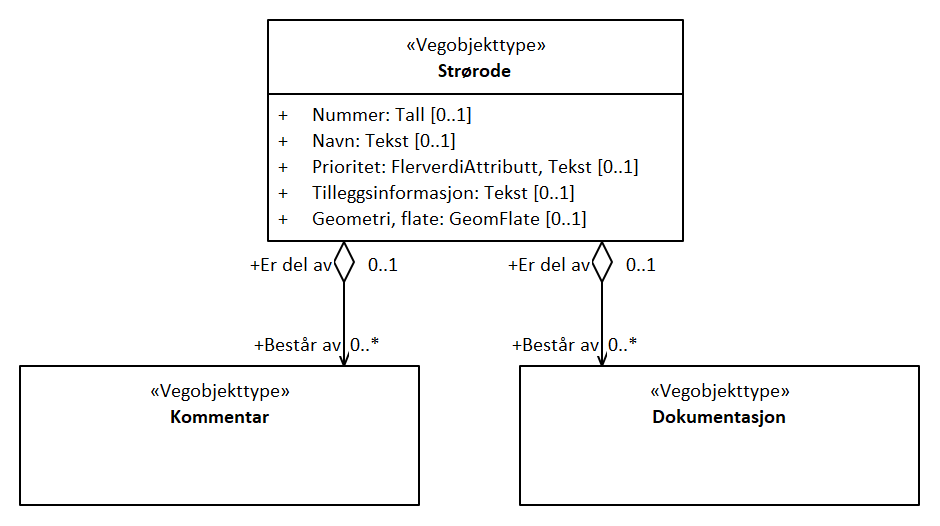 «Vegobjekttype»
Strørode
+ Nummer: Tall [0..1]
+ Navn: Tekst [0..1]
+ Prioritet: FlerverdiAttributt, Tekst [0..1]
+ Tilleggsinformasjon: Tekst [0..1]
+ Geometri, flate: GeomFlate [0..1]
+Er del av 0..1 +Er del av 0..1
+Består av 0..* +Består av 0..*
«Vegobjekttype» «Vegobjekttype»
Kommentar Dokumentasjon